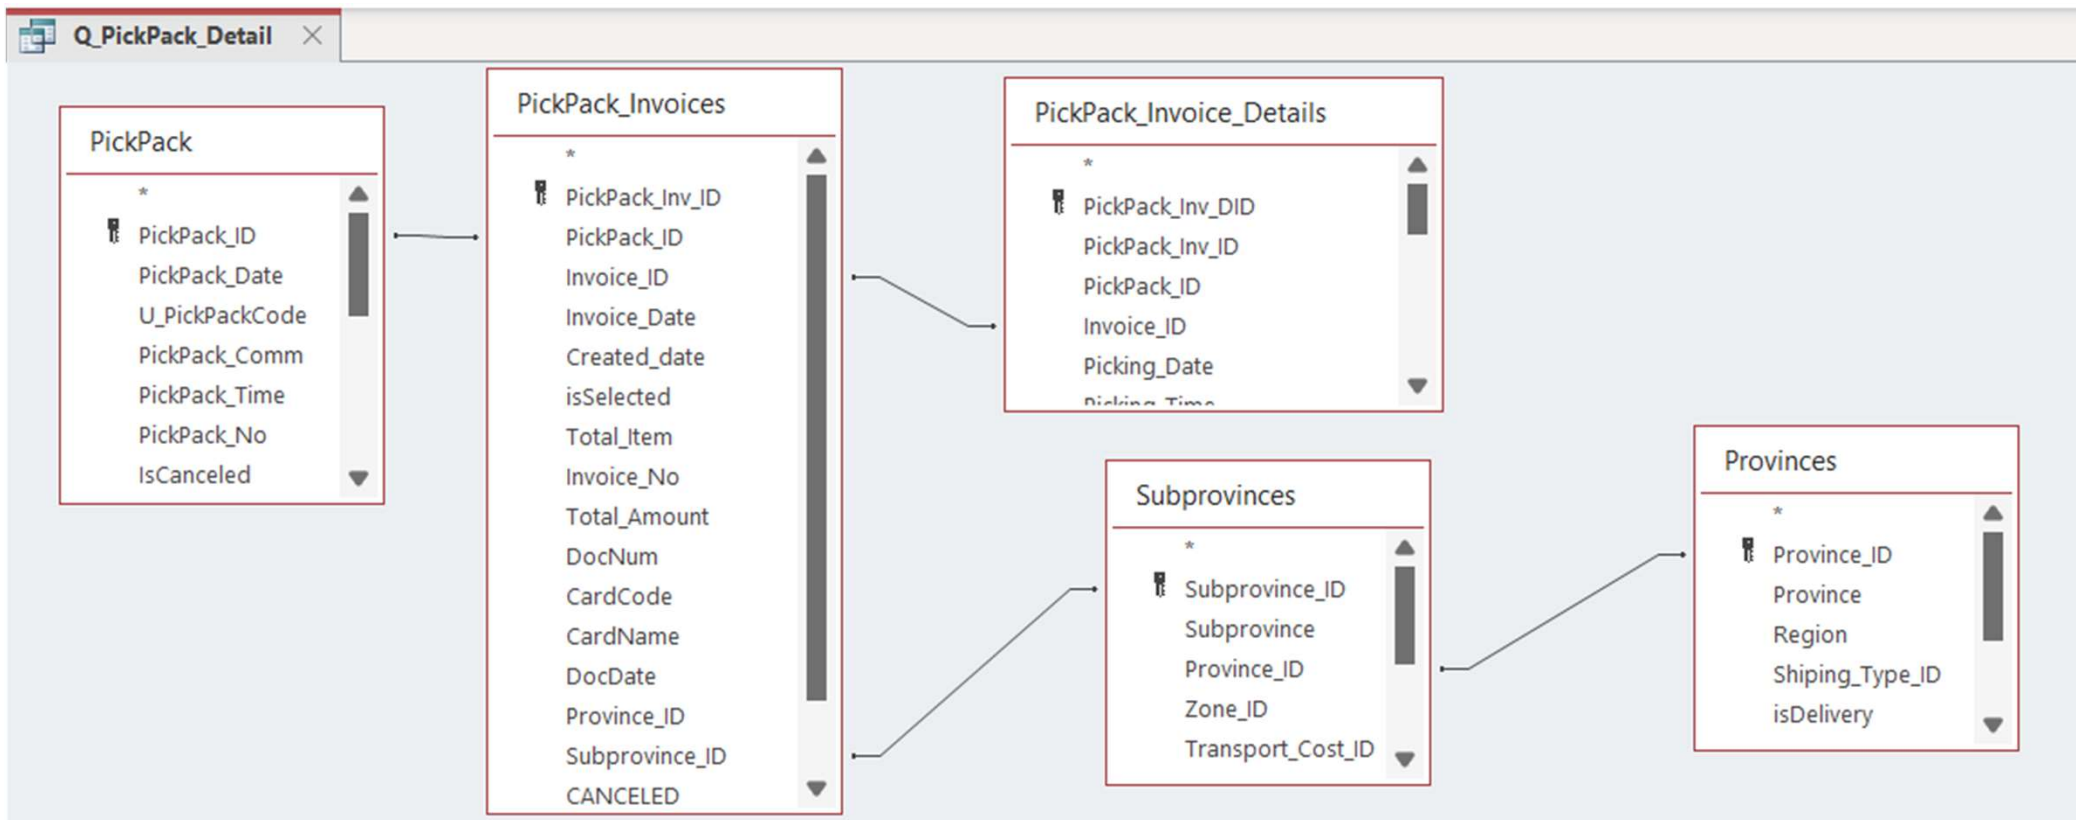 Q_PickPack_Detail
PickPack
*
PickPack_ID
PickPack_Date
U_PickPackCode
PickPack_Comm
PickPack_Time
PickPack_No
IsCanceled
PickPack_Invoices
*
PickPack_Inv_ID
PickPack_ID
Invoice_ID
Invoice_Date
Created_date
isSelected
Total_Item
Invoice_No
Total_Amount
DocNum
CardCode
CardName
DocDate
Province_ID
Subprovince_ID
CANCELED
PickPack_Invoice_Details
*
PickPack_Inv_DID
PickPack_Inv_ID
PickPack_ID
Invoice_ID
Picking_Date
Picking_Time
Subprovinces
*
Subprovince_ID
Subprovince
Province_ID
Zone_ID
Transport_Cost_ID
Provinces
*
Province_ID
Province
Region
Shiping_Type_ID
isDelivery